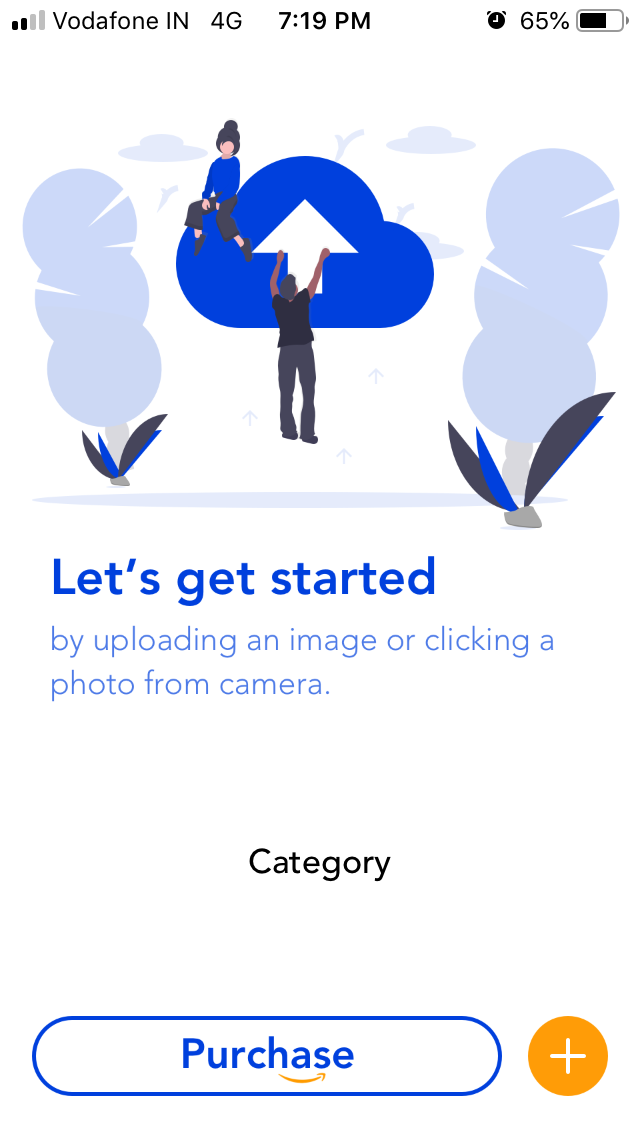 Vodafone IN 4G 7:19 PM 65%
Let's get started
by uploading an image or clicking a
photo from camera.
Category
Purchase